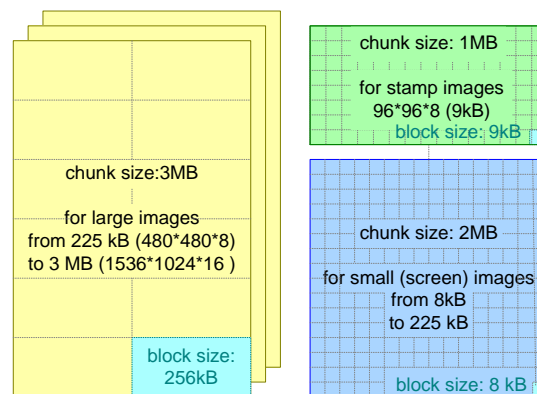 chunk size:3MB
for large images
from 225 kB (480*480*8)
to 3 MB (1536*1024*16 )
block size:
256kB
chunk size: 1MB
for stamp images
96*96*8 (9kB)
block size: 9kB
chunk size: 2MB
for small (screen) images
from 8kB
to 225 kB
block size: 8 kB